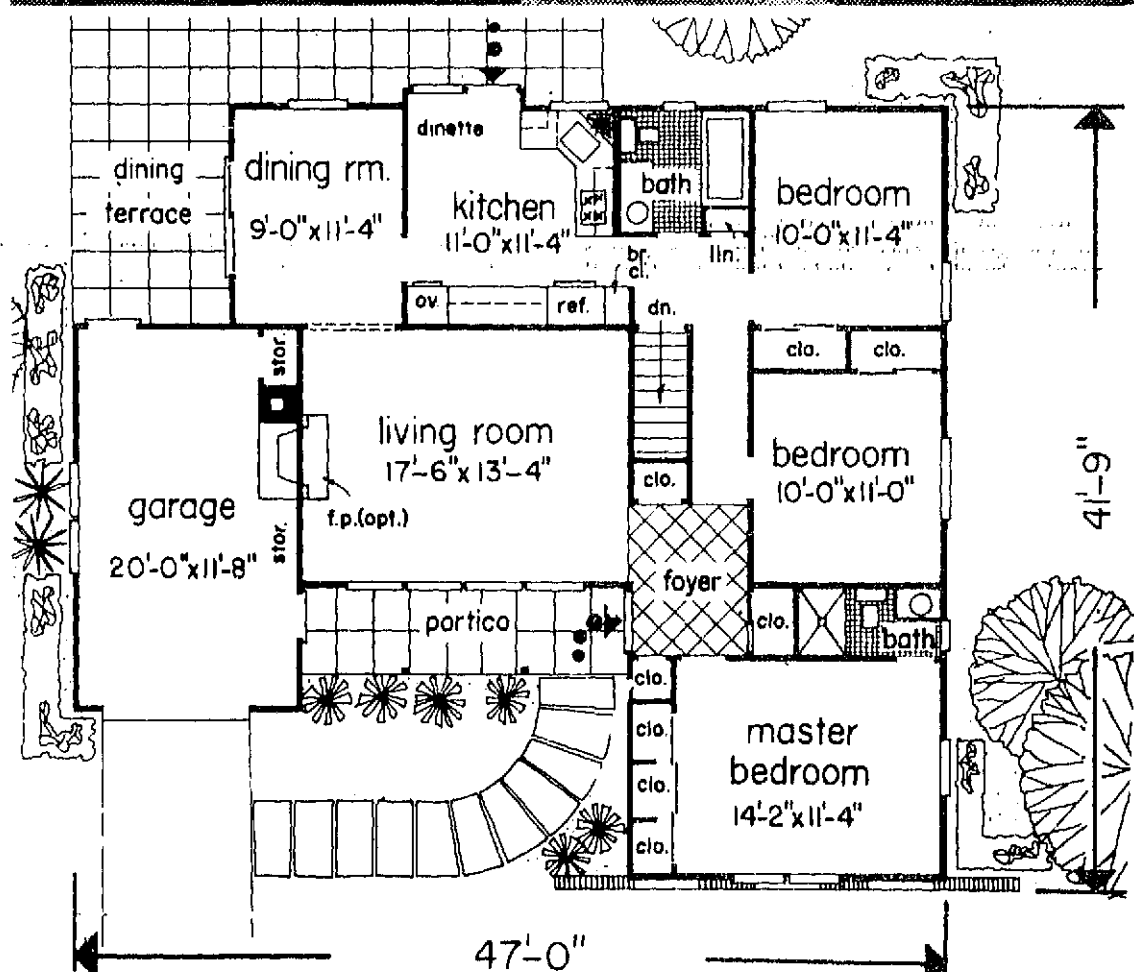 dinette
dining
terrace
dining rm.
9'-0"x11'-4"
kitchen
11'-0"x11'-4"
bath
bedroom
10'-0"x11'-4"
br.
cl.
lin.
ov.
ref.
dn.
stor.
clo.
clo.
living room
17'-6"x13'-4"
bedroom
10'-0"x11'-0"
41'-9"
clo.
f.p.(opt.)
garage
20'-0"x11'-8"
stor.
foyer
portico
clo.
bath
clo.
clo.
clo.
clo.
master
bedroom
14'-2"x11'-4"
47'-0"